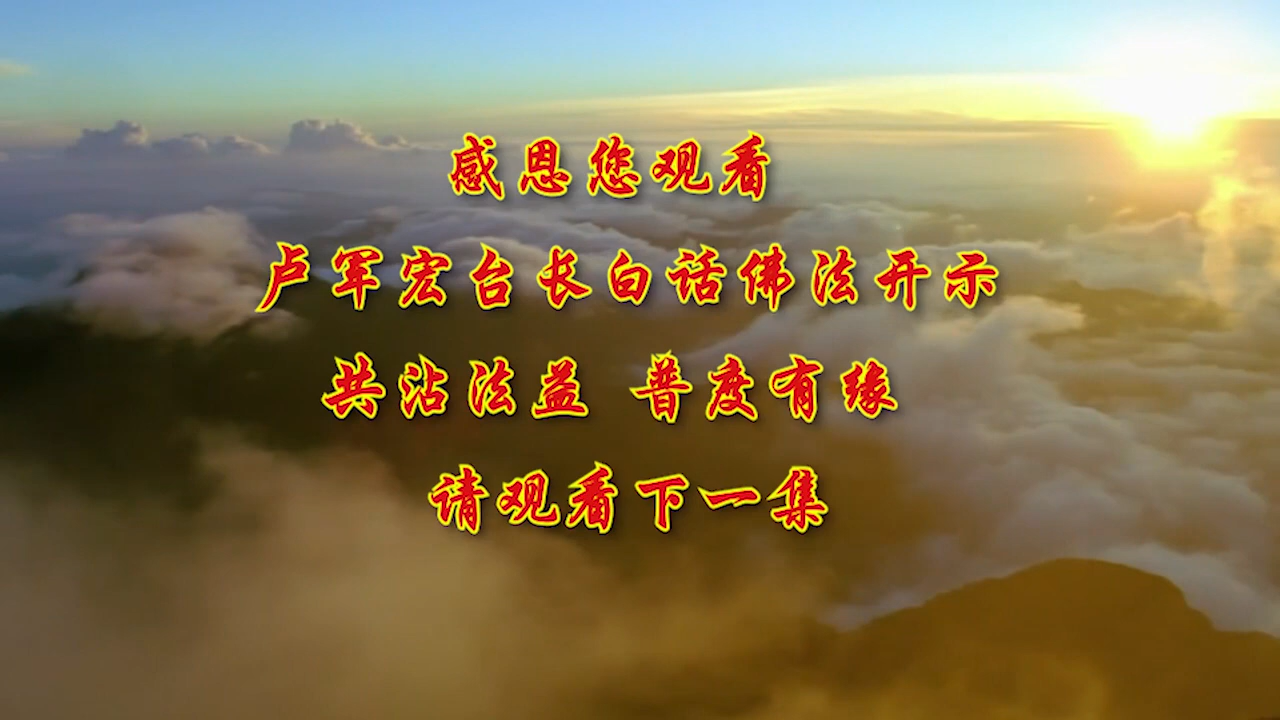 感恩您观看
卢军宏台长白话佛法开示
共沾法益 普度有缘
请观看下一集